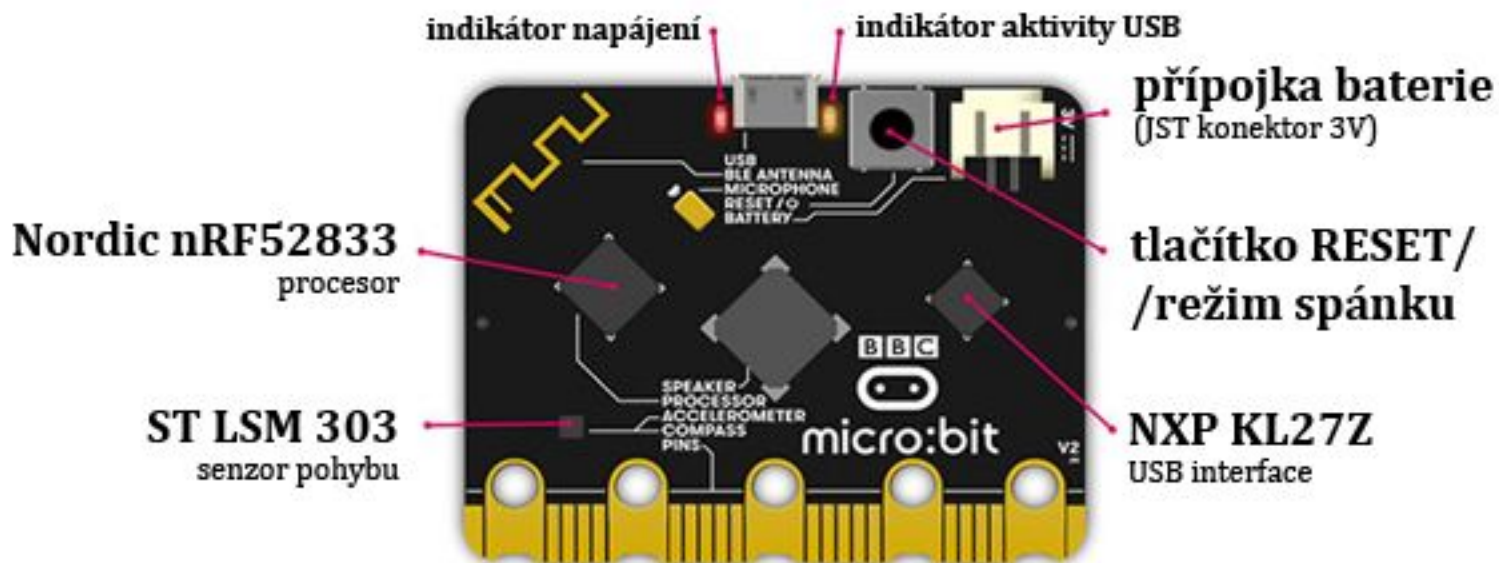 indikátor napájení
indikátor aktivity USB
přípojka baterie
(JST konektor 3V)
3V
USB
BLE ANTENNA
MICROPHONE
RESET/
BATTERY
Nordic nRF52833
procesor
tlačítko RESET/
/režim spánku
BBC
SPEAKER
PROCESSOR
ACCELEROMETER
COMPASS
PINS
micro:bit
V2
ST LSM 303
senzor pohybu
NXP KL27Z
USB interface